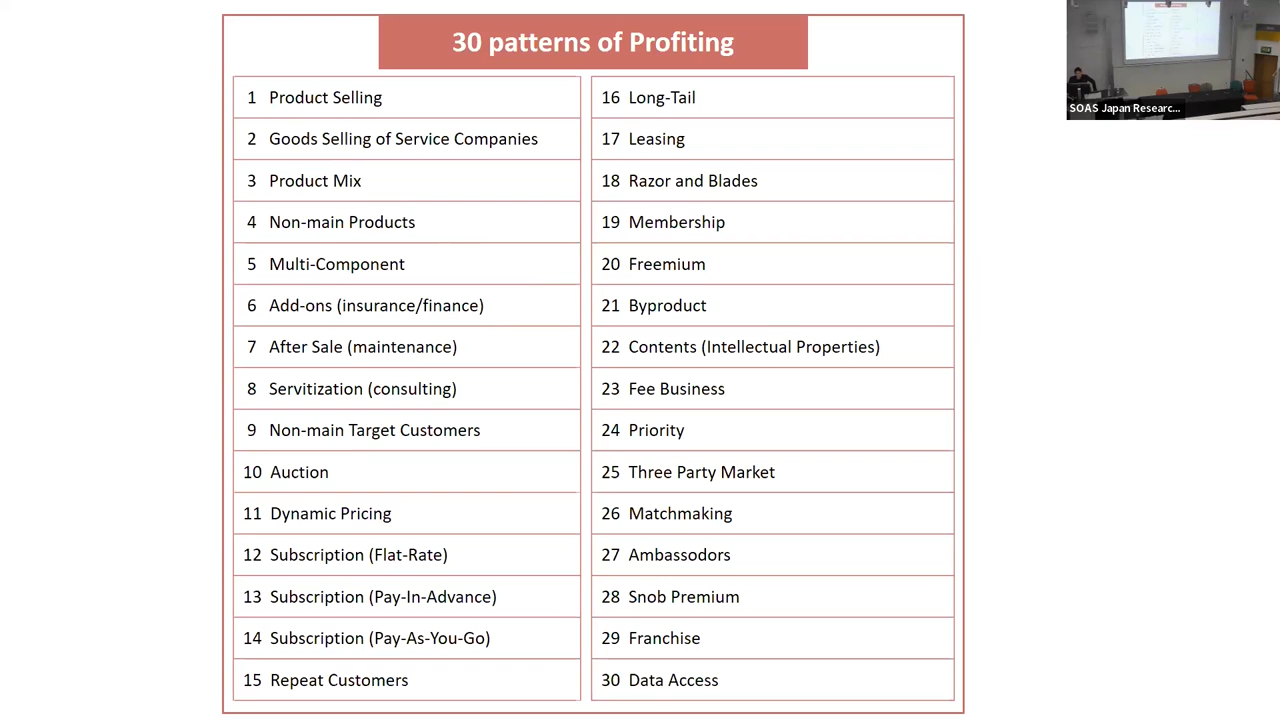 30 patterns of Profiting
1 Product Selling
2 Goods Selling of Service Companies
3 Product Mix
4 Non-main Products
5 Multi-Component
6 Add-ons (insurance/finance)
7 After Sale (maintenance)
8 Servitization (consulting)
9 Non-main Target Customers
10 Auction
11 Dynamic Pricing
12 Subscription (Flat-Rate)
13 Subscription (Pay-In-Advance)
14 Subscription (Pay-As-You-Go)
15 Repeat Customers
16 Long-Tail
17 Leasing
18 Razor and Blades
19 Membership
20 Freemium
21 Byproduct
22 Contents (Intellectual Properties)
23 Fee Business
24 Priority
25 Three Party Market
26 Matchmaking
27 Ambassodors
28 Snob Premium
29 Franchise
30 Data Access
SOAS Japan Researc...